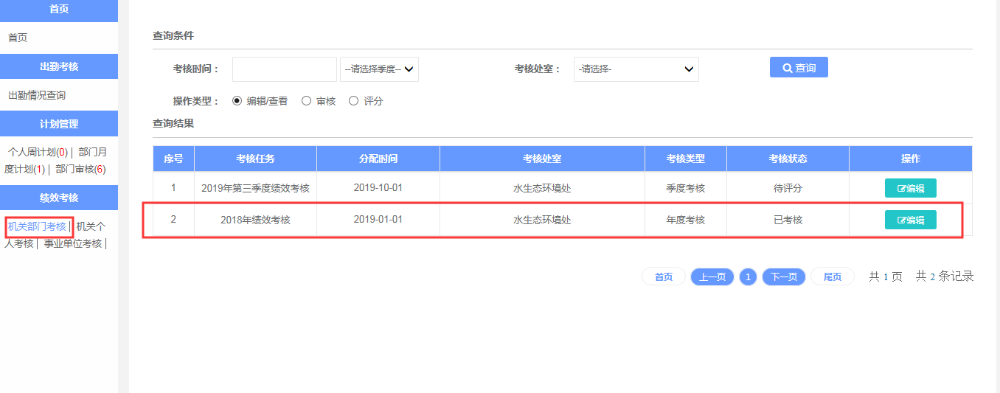 首页
首页
出勤考核
出勤情况查询
计划管理
个人周计划(0)| 部门月
度计划(1)| 部门审核(6)
绩效考核
机关部门考核| 机关个
人考核| 事业单位考核|
查询条件
考核时间： --请选择季度-- 考核处室： -请选择- 查询
操作类型： 编辑/查看 审核 评分
查询结果
序号 考核任务 分配时间 考核处室 考核类型 考核状态 操作
1 2019年第三季度绩效考核 2019-10-01 水生态环境处 季度考核 待评分 编辑
2 2018年绩效考核 2019-01-01 水生态环境处 年度考核 已考核 编辑
首页 上一页 1 下一页 尾页 共 1 页 共 2 条记录